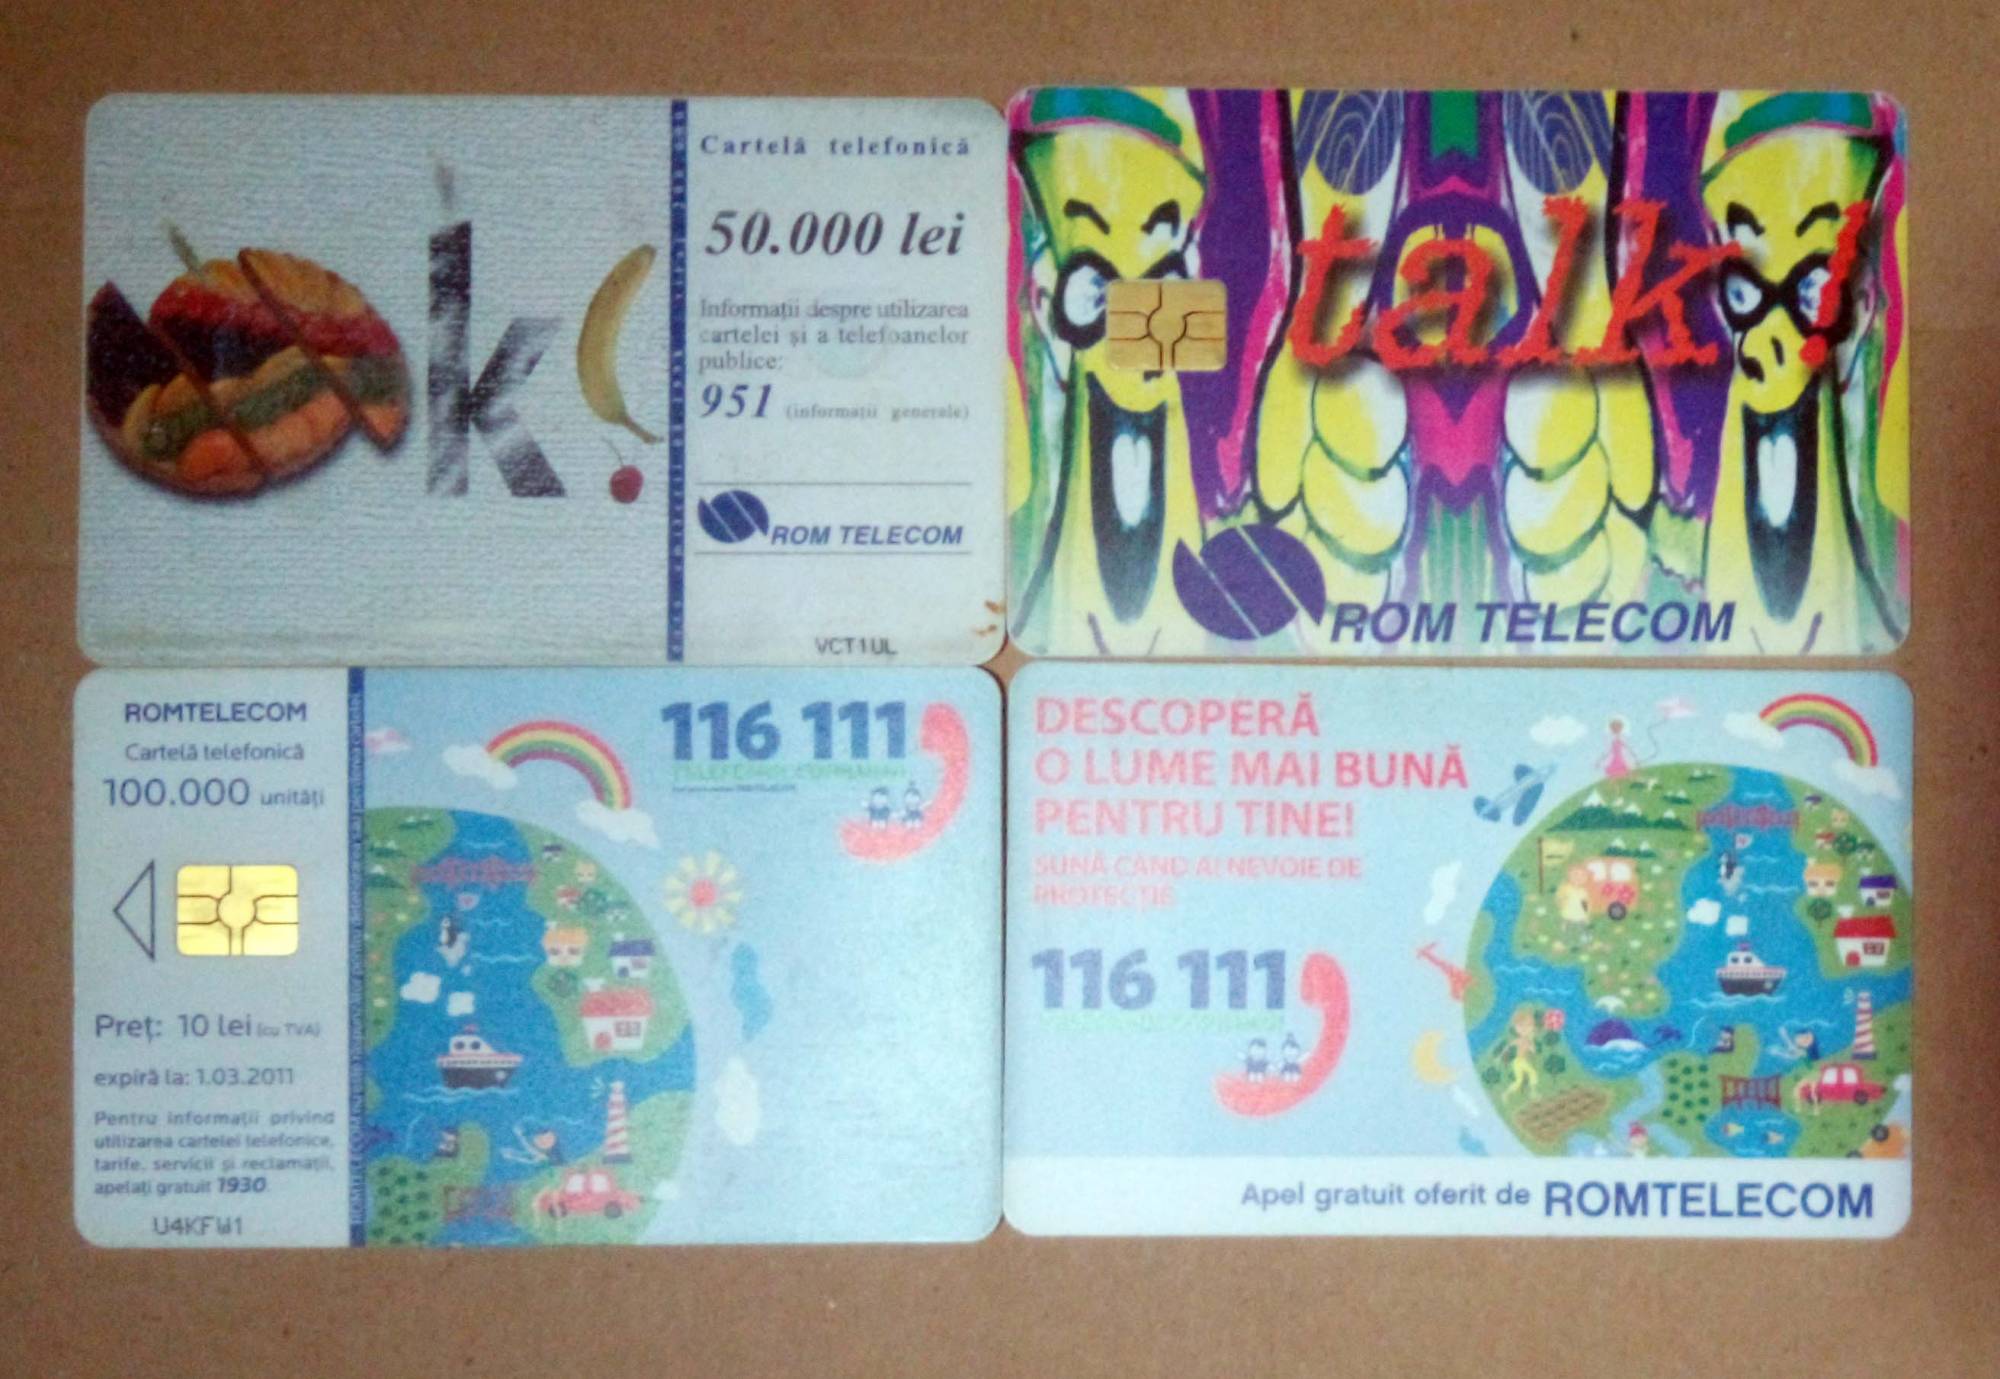 k!
Cartelă telefonică
50.000 lei
Informații despre utilizarea
cartelei și a telefoanelor
publice:
951 (informații generale)
ROM TELECOM
VCT1UL
talk!
ROM TELECOM
ROMTELECOM
Cartelă telefonică
100.000 unități
Preț: 10 lei (cu TVA)
expiră la: 1.03.2011
Pentru informații privind
utilizarea cartelei telefonice,
tarife, servicii și reclamații,
apelați gratuit 1930.
116 111
TELEFONUL COPILULUI
DESCOPERĂ
O LUME MAI BUNĂ
PENTRU TINE!
SUNĂ CÂND AI NEVOIE DE
PROTECȚIE
116 111
Apel gratuit oferit de ROMTELECOM